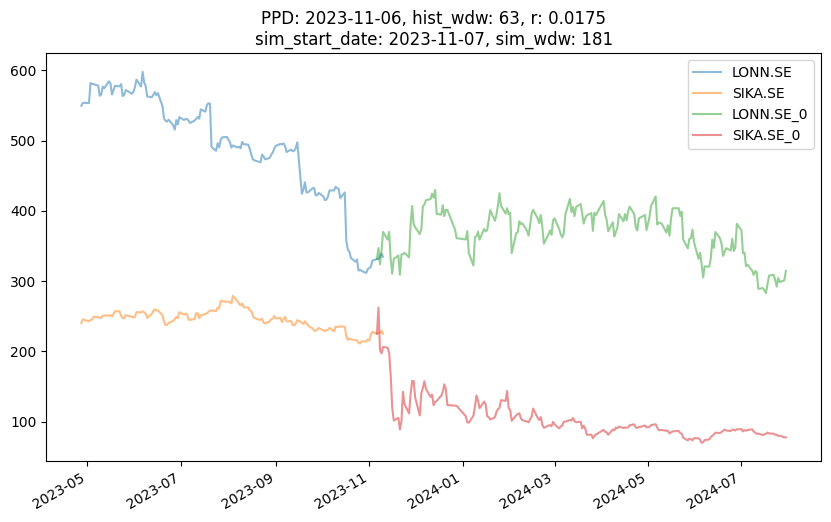 PPD: 2023-11-06, hist_wdw: 63, r: 0.0175
sim_start_date: 2023-11-07, sim_wdw: 181
LONN.SE
SIKA.SE
LONN.SE_0
SIKA.SE_0
600
500
400
300
200
100
2023-05
2023-07
2023-09
2023-11
2024-01
2024-03
2024-05
2024-07